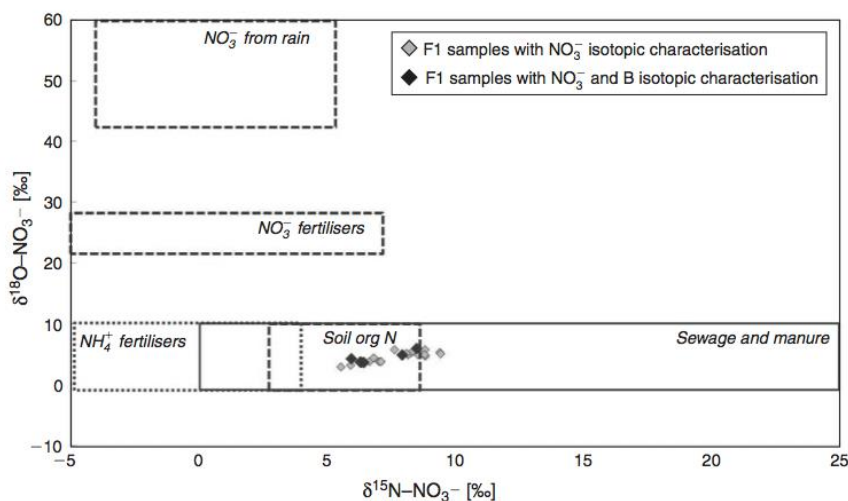 60
50
40
30
20
10
0
−10
−5
0
5
10
15
20
25
δ18O–NO3− [‰]
δ15N–NO3− [‰]
NO3− from rain
F1 samples with NO3− isotopic characterisation
F1 samples with NO3− and B isotopic characterisation
NO3− fertilisers
NH4+ fertilisers
Soil org N
Sewage and manure